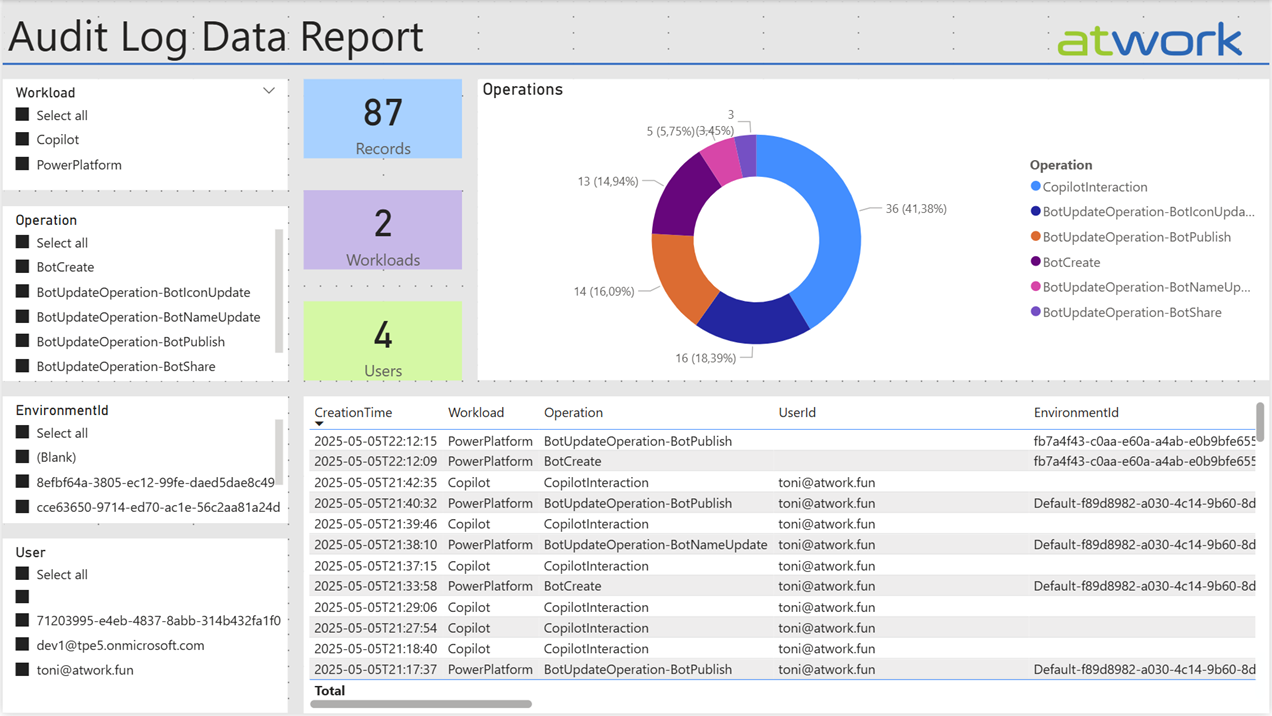 Audit Log Data Report
atwork
Workload
Select all
Copilot
PowerPlatform
Operation
Select all
BotCreate
BotUpdateOperation-BotIconUpdate
BotUpdateOperation-BotNameUpdate
BotUpdateOperation-BotPublish
BotUpdateOperation-BotShare
EnvironmentId
Select all
(Blank)
8efbf64a-3805-ec12-99fe-daed5dae8c49
cce63650-9714-ed70-ac1e-56c2aa81a24d
User
Select all
71203995-e4eb-4837-8abb-314b432fa1f0
dev1@tpe5.onmicrosoft.com
toni@atwork.fun
87
Records
2
Workloads
4
Users
Operations
3
(3,45%)
5 (5,75%)
13 (14,94%)
14 (16,09%)
16 (18,39%)
36 (41,38%)
Operation
CopilotInteraction
BotUpdateOperation-BotIconUpda...
BotUpdateOperation-BotPublish
BotCreate
BotUpdateOperation-BotNameUp...
BotUpdateOperation-BotShare
CreationTime Workload Operation UserId EnvironmentId
2025-05-05T22:12:15 PowerPlatform BotUpdateOperation-BotPublish fb7a4f43-c0aa-e60a-a4ab-e0b9bfe655
2025-05-05T22:12:09 PowerPlatform BotCreate fb7a4f43-c0aa-e60a-a4ab-e0b9bfe655
2025-05-05T21:42:35 Copilot CopilotInteraction toni@atwork.fun
2025-05-05T21:40:32 PowerPlatform BotUpdateOperation-BotPublish toni@atwork.fun Default-f89d8982-a030-4c14-9b60-8d
2025-05-05T21:39:46 Copilot CopilotInteraction toni@atwork.fun
2025-05-05T21:38:10 PowerPlatform BotUpdateOperation-BotNameUpdate toni@atwork.fun Default-f89d8982-a030-4c14-9b60-8d
2025-05-05T21:37:15 Copilot CopilotInteraction toni@atwork.fun
2025-05-05T21:33:58 PowerPlatform BotCreate toni@atwork.fun Default-f89d8982-a030-4c14-9b60-8d
2025-05-05T21:29:06 Copilot CopilotInteraction toni@atwork.fun
2025-05-05T21:27:54 Copilot CopilotInteraction toni@atwork.fun
2025-05-05T21:18:40 Copilot CopilotInteraction toni@atwork.fun
2025-05-05T21:17:37 PowerPlatform BotUpdateOperation-BotPublish toni@atwork.fun Default-f89d8982-a030-4c14-9b60-8d
Total